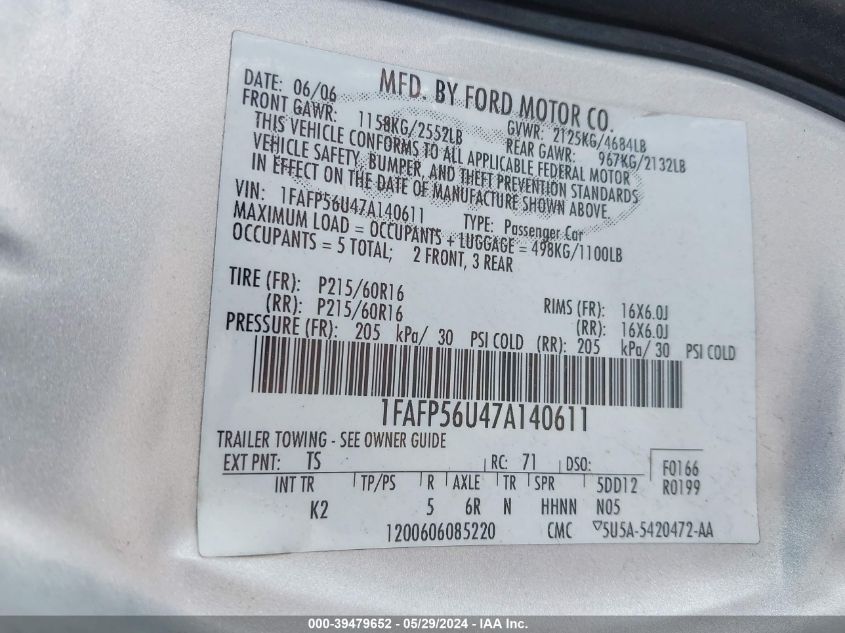 DATE: 06/06 MFD. BY FORD MOTOR CO.
FRONT GAWR: 1158KG/2552LB GVWR: 2125KG/4684LB
REAR GAWR: 967KG/2132LB
THIS VEHICLE CONFORMS TO ALL APPLICABLE FEDERAL MOTOR
VEHICLE SAFETY, BUMPER, AND THEFT PREVENTION STANDARDS
IN EFFECT ON THE DATE OF MANUFACTURE SHOWN ABOVE.
VIN: 1FAFP56U47A140611 TYPE: Passenger Car
MAXIMUM LOAD = OCCUPANTS + LUGGAGE = 498KG/1100LB
OCCUPANTS = 5 TOTAL; 2 FRONT, 3 REAR
TIRE (FR): P215/60R16 RIMS (FR): 16X6.0J
(RR): P215/60R16 (RR): 16X6.0J
PRESSURE (FR): 205 kPa/ 30 PSI COLD (RR): 205 kPa/ 30 PSI COLD
1FAFP56U47A140611
TRAILER TOWING - SEE OWNER GUIDE
EXT PNT: TS RC: 71 DSO: F0166
INT TR TP/PS R AXLE TR SPR 5DD12 R0199
K2 5 6R N HHNN N05
1200606085220 CMC ▽5U5A-5420472-AA
000-39479652 - 05/29/2024 - IAA Inc.